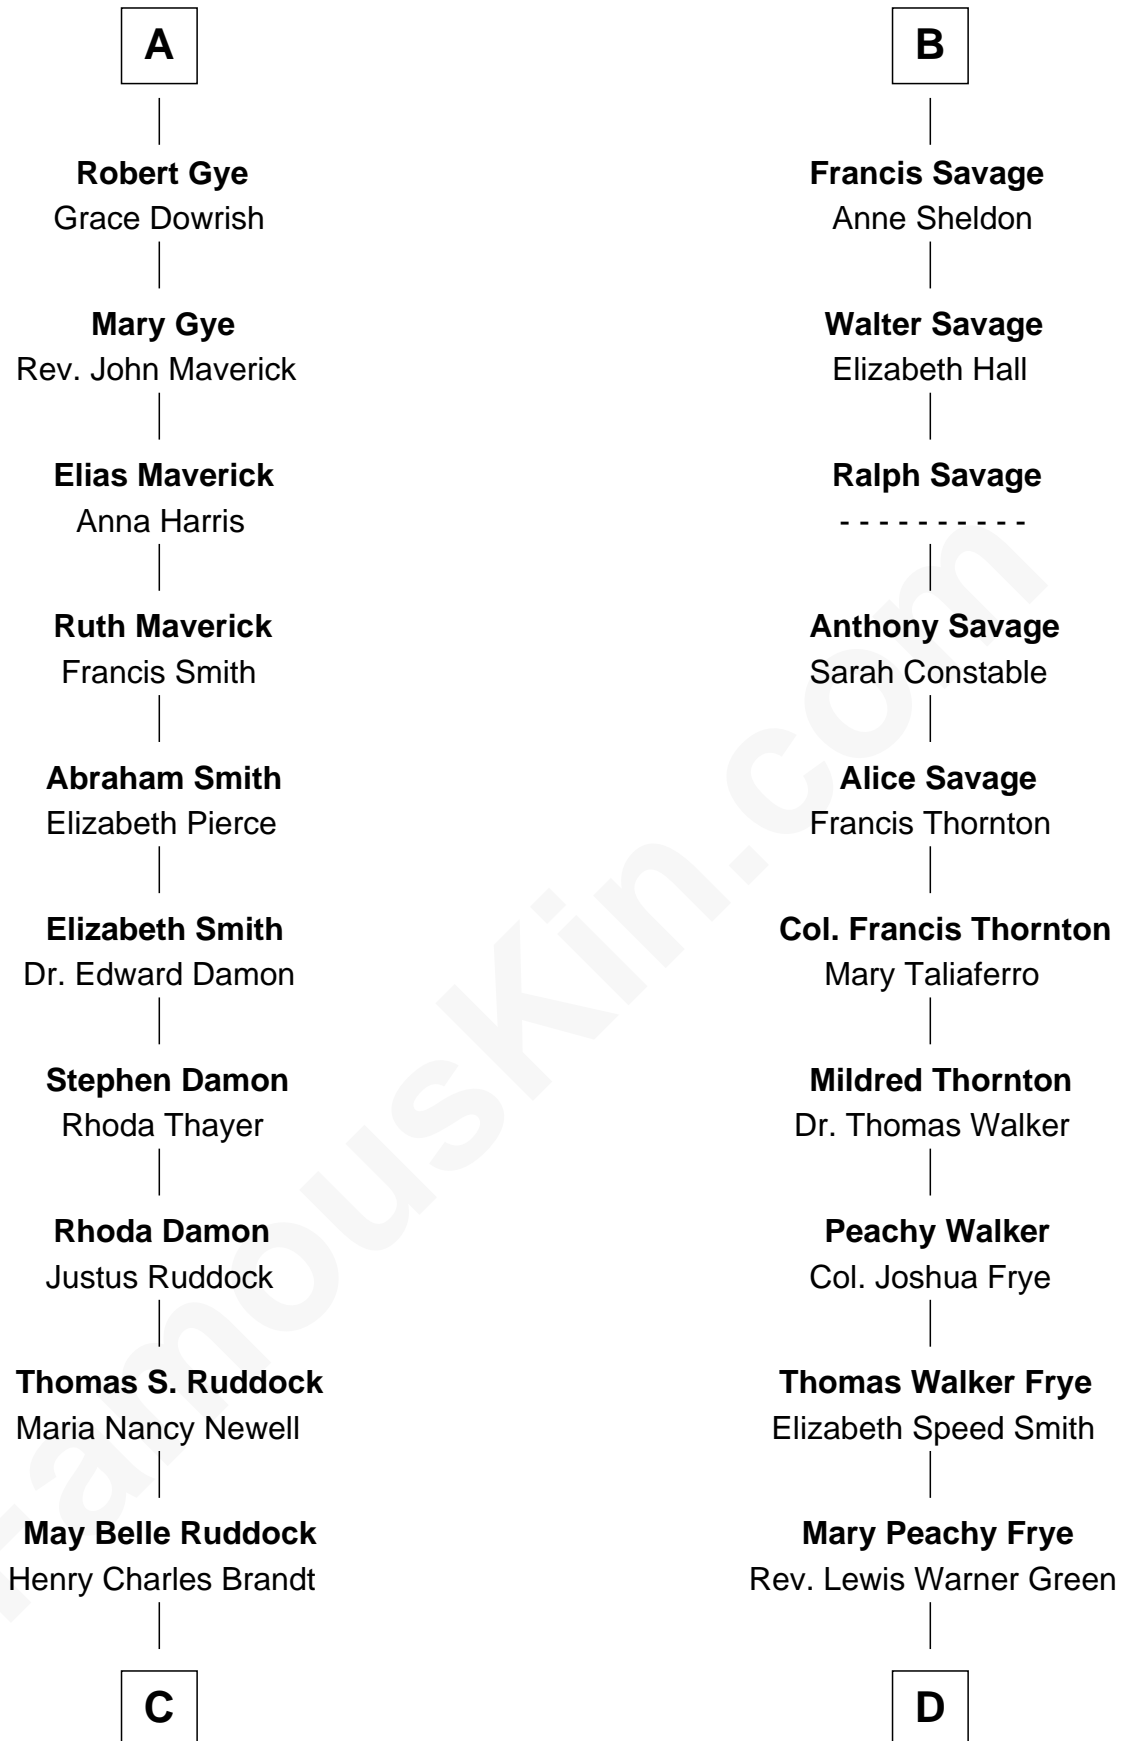 A
Robert Gye
Grace Dowrish
Mary Gye
Rev. John Maverick
Elias Maverick
Anna Harris
Ruth Maverick
Francis Smith
Abraham Smith
Elizabeth Pierce
Elizabeth Smith
Dr. Edward Damon
Stephen Damon
Rhoda Thayer
Rhoda Damon
Justus Ruddock
Thomas S. Ruddock
Maria Nancy Newell
May Belle Ruddock
Henry Charles Brandt
C
B
Francis Savage
Anne Sheldon
Walter Savage
Elizabeth Hall
Ralph Savage
- - - - - - - - - -
Anthony Savage
Sarah Constable
Alice Savage
Francis Thornton
Col. Francis Thornton
Mary Taliaferro
Mildred Thornton
Dr. Thomas Walker
Peachy Walker
Col. Joshua Frye
Thomas Walker Frye
Elizabeth Speed Smith
Mary Peachy Frye
Rev. Lewis Warner Green
D
FamousKin.com